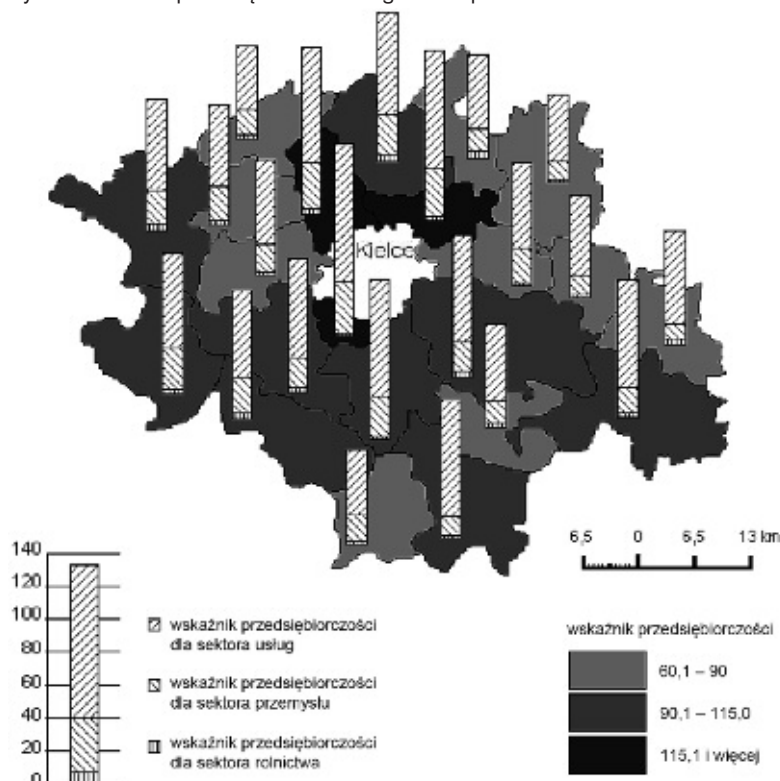 Kielce
6,5 0 6,5 13 km
140
120
100
80
60
40
20
0
wskaźnik przedsiębiorczości
dla sektora usług
wskaźnik przedsiębiorczości
dla sektora przemysłu
wskaźnik przedsiębiorczości
dla sektora rolnictwa
wskaźnik przedsiębiorczości
60,1 – 90
90,1 – 115,0
115,1 i więcej